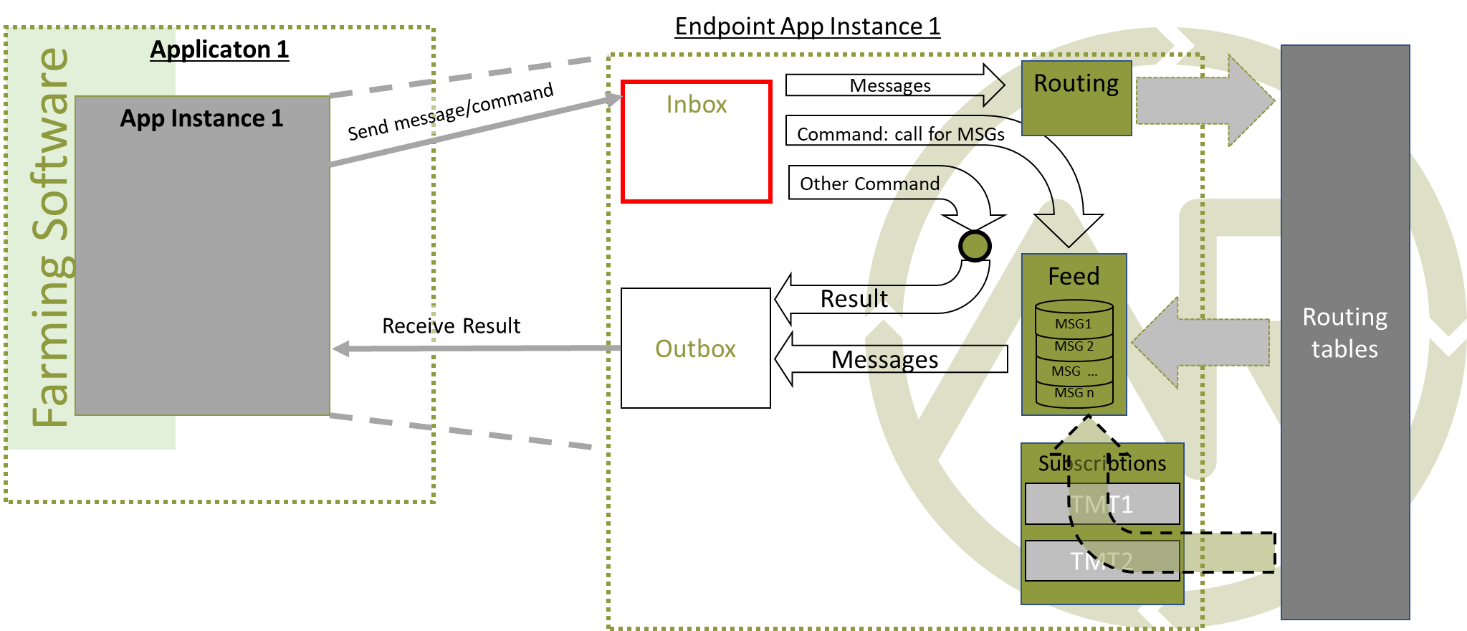 Endpoint App Instance 1
Applicaton 1
Farming Software
App Instance 1
Send message/command
Inbox
Messages
Routing
Command: call for MSGs
Other Command
Feed
MSG1
MSG 2
MSG ...
MSG n
Result
Receive Result
Outbox
Messages
Routing
tables
Subscriptions
TMT1
TMT2